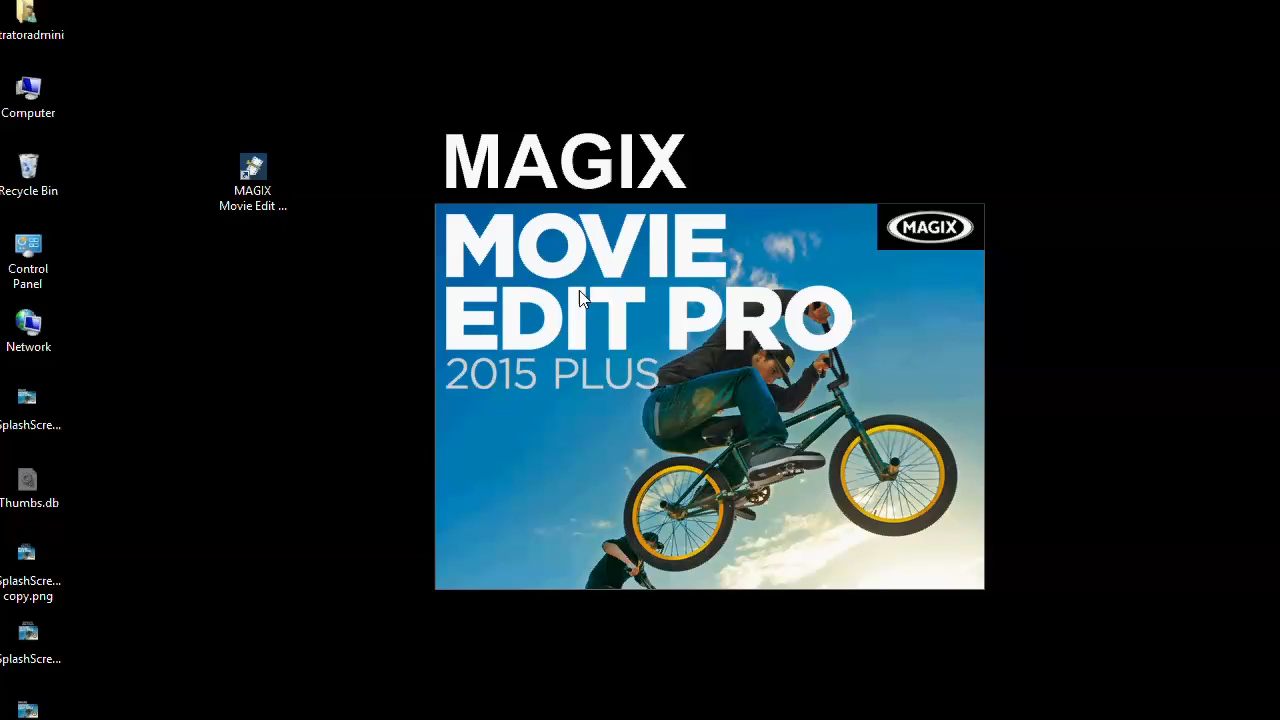 tratoradmini
Computer
Recycle Bin
Control
Panel
Network
SplashScre...
Thumbs.db
SplashScre...
copy.png
SplashScre...
MAGIX
Movie Edit ...
MAGIX
MOVIE
EDIT PRO
2015 PLUS
MAGIX